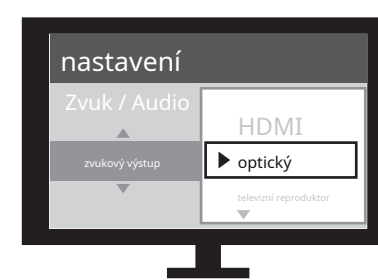 nastavení
Zvuk / Audio
HDMI
zvukový výstup
optický
televizní reproduktor